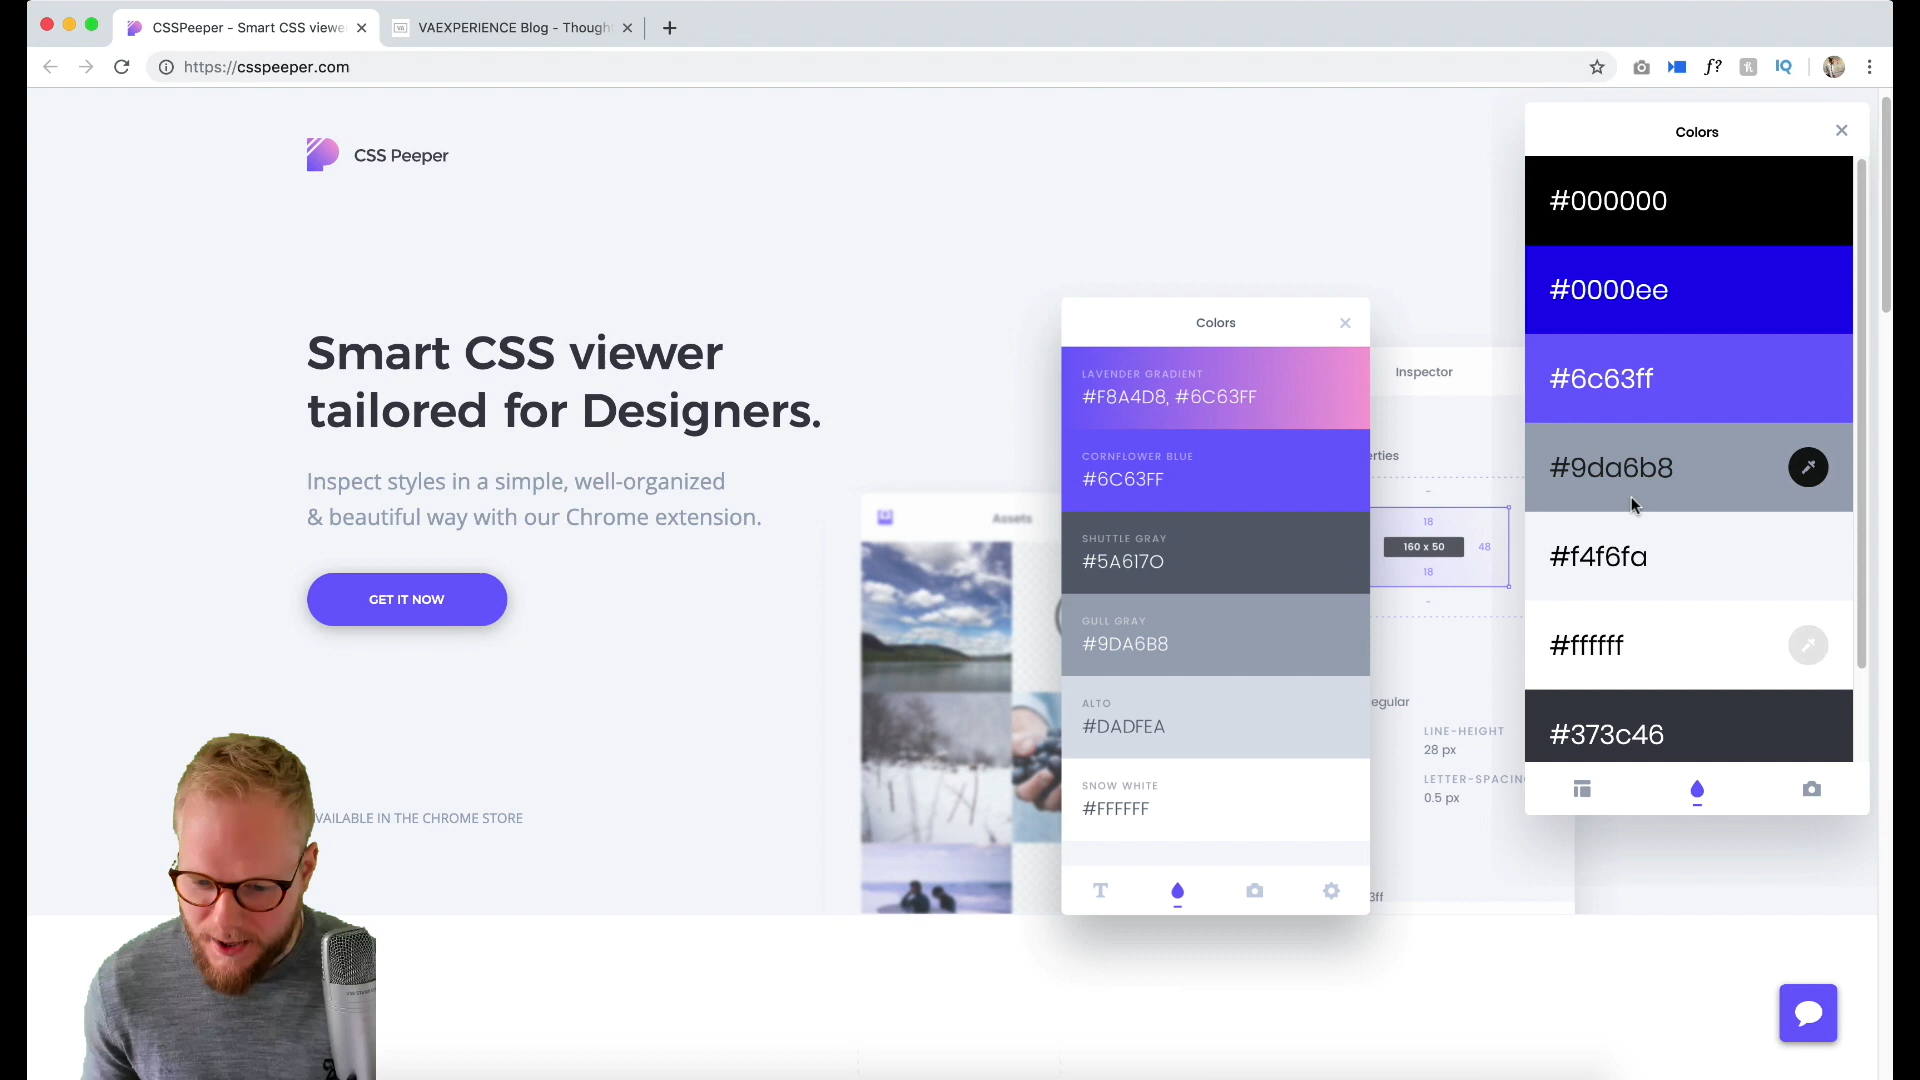 CSSPeeper - Smart CSS viewe
VAEXPERIENCE Blog - Though
https://csspeeper.com
f?
IQ
CSS Peeper
Smart CSS viewer
tailored for Designers.
Inspect styles in a simple, well-organized
& beautiful way with our Chrome extension.
GET IT NOW
VAILABLE IN THE CHROME STORE
Assets
Colors
LAVENDER GRADIENT
#F8A4D8, #6C63FF
CORNFLOWER BLUE
#6C63FF
SHUTTLE GRAY
#5A6170
GULL GRAY
#9DA6B8
ALTO
#DADFEA
SNOW WHITE
#FFFFFF
T
Inspector
erties
-
18
160 x 50
48
18
-
egular
LINE-HEIGHT
28 px
LETTER-SPACIN
0.5 px
3ff
Colors
#000000
#0000ee
#6c63ff
#9da6b8
#f4f6fa
#ffffff
#373c46